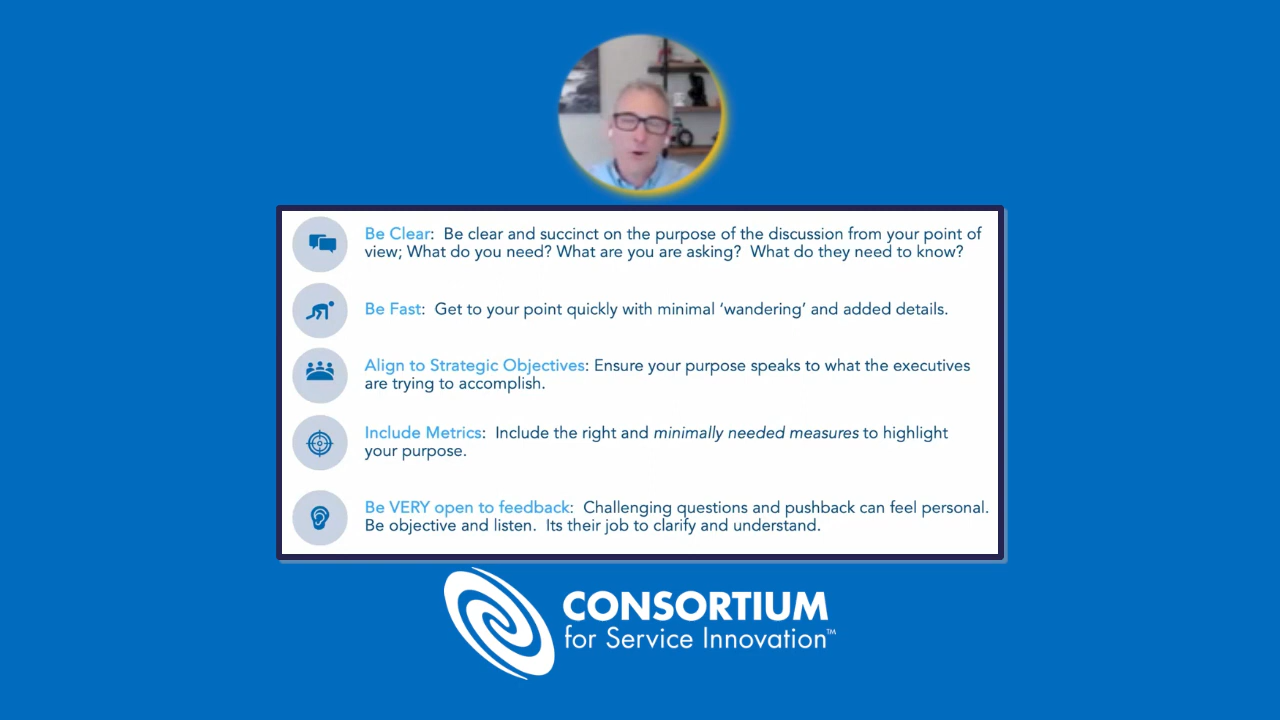 Be Clear:  Be clear and succinct on the purpose of the discussion from your point of
view; What do you need? What are you are asking?  What do they need to know?
Be Fast:  Get to your point quickly with minimal ‘wandering’ and added details.
Align to Strategic Objectives: Ensure your purpose speaks to what the executives
are trying to accomplish.
Include Metrics:  Include the right and minimally needed measures to highlight
your purpose.
Be VERY open to feedback:  Challenging questions and pushback can feel personal.
Be objective and listen.  Its their job to clarify and understand.
CONSORTIUM
for Service Innovation™